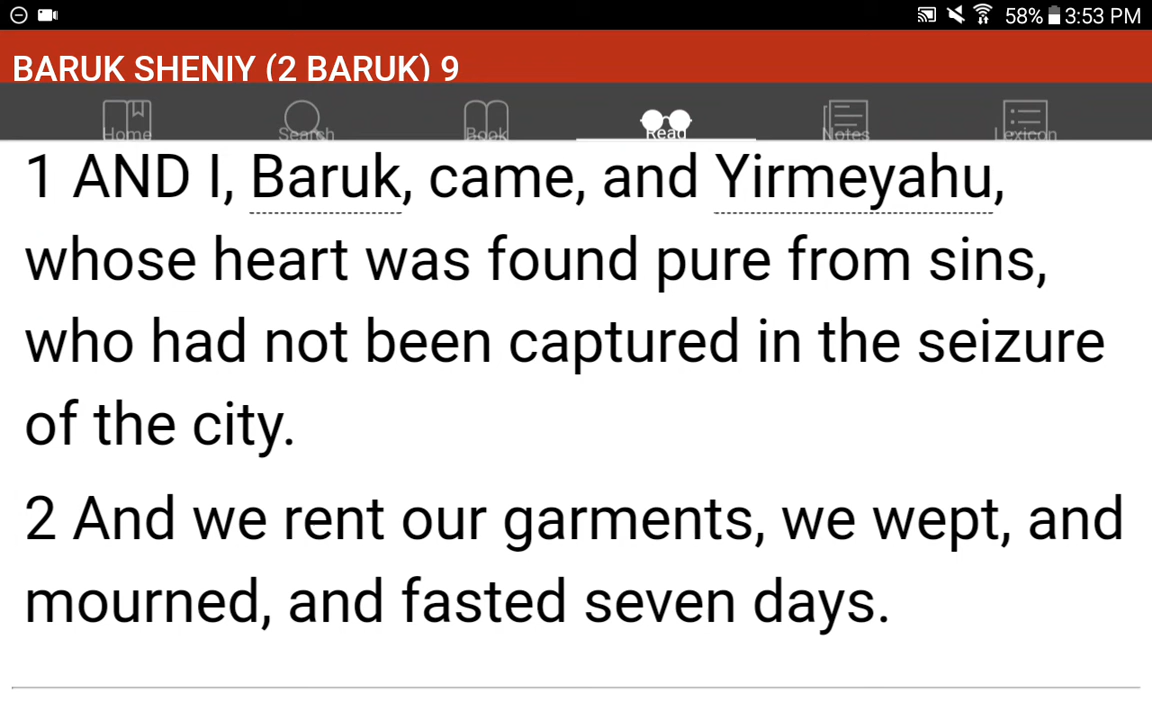 58% 3:53 PM
BARUK SHENIY (2 BARUK) 9
Home Search Book Read Notes Lexicon
1 AND I, Baruk, came, and Yirmeyahu,
whose heart was found pure from sins,
who had not been captured in the seizure
of the city.
2 And we rent our garments, we wept, and
mourned, and fasted seven days.